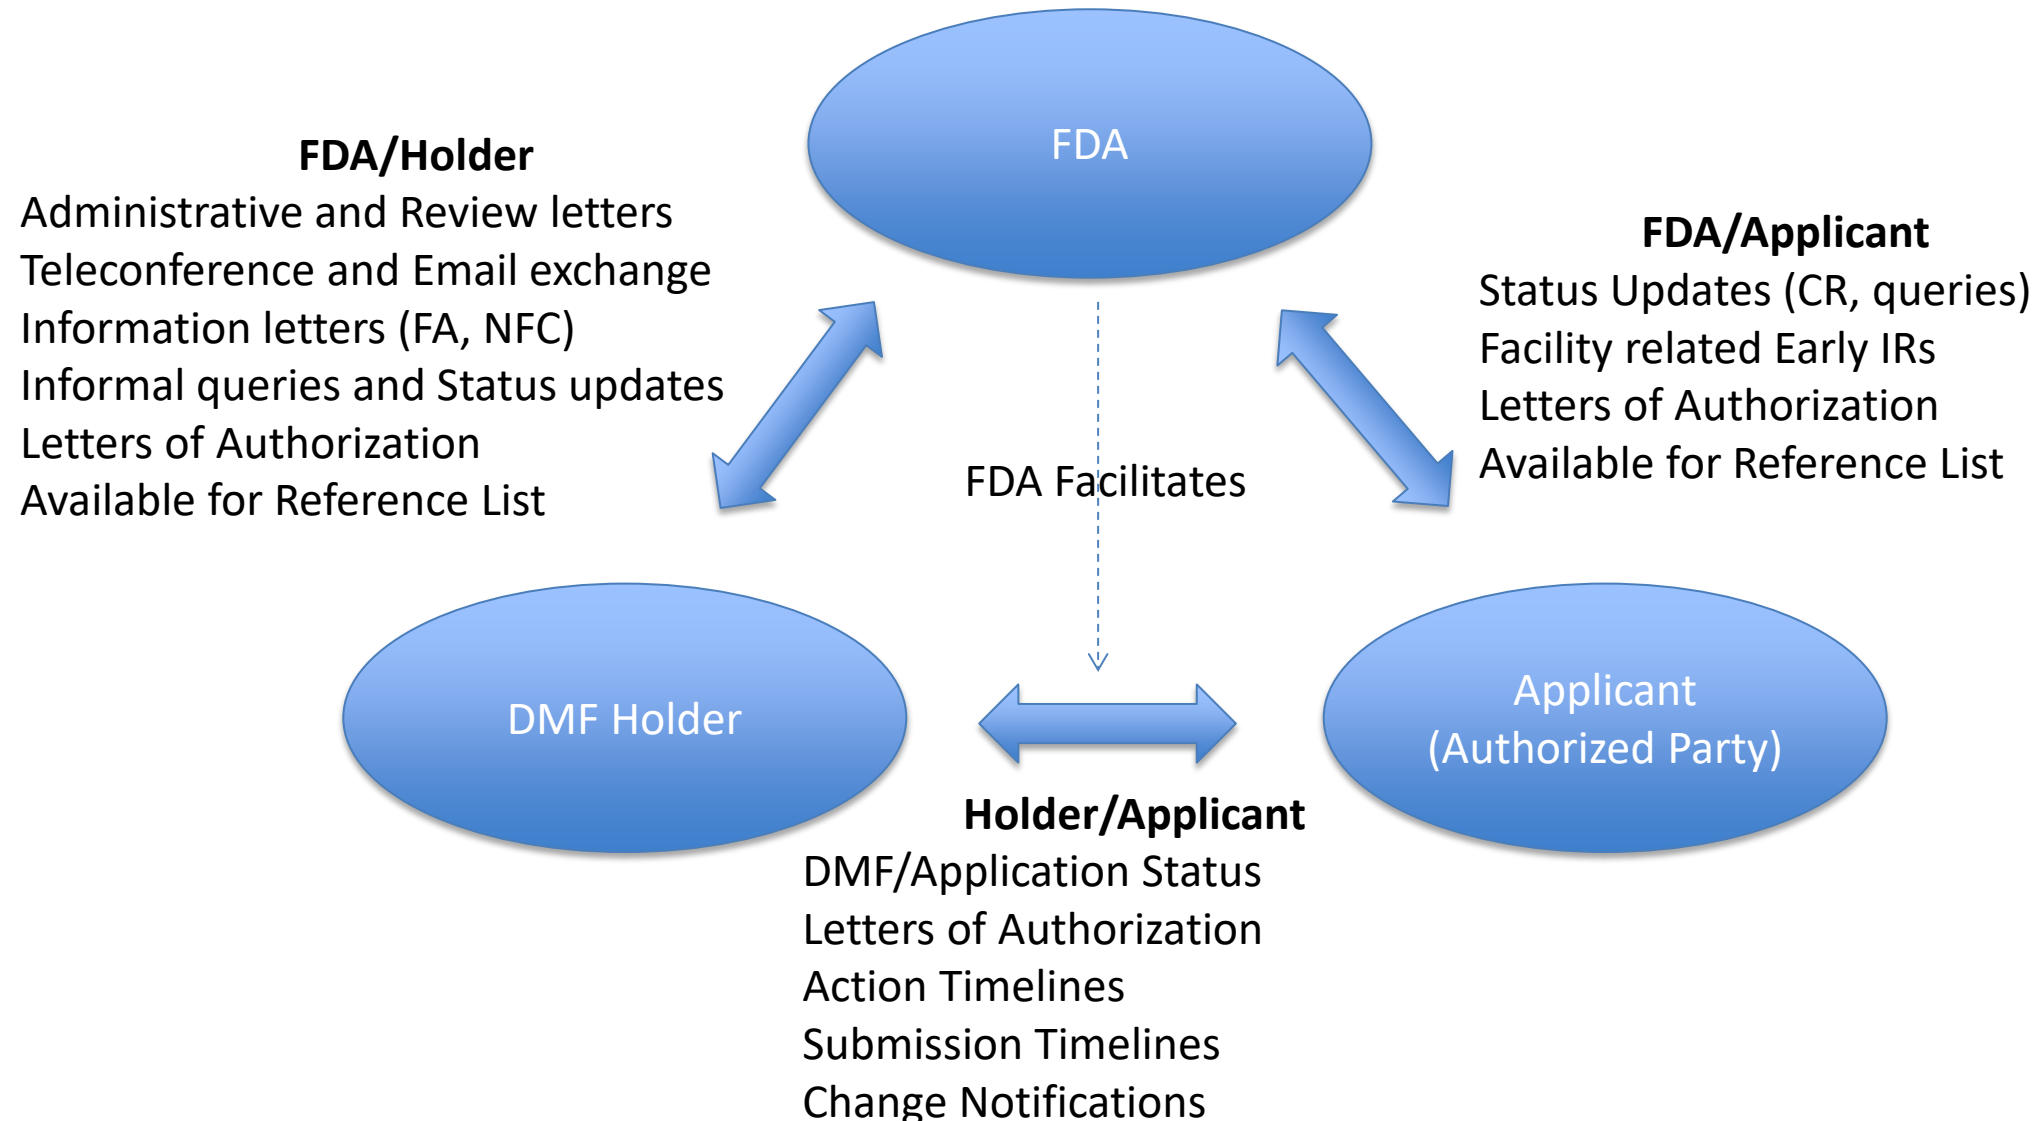 FDA
FDA/Holder
Administrative and Review letters
Teleconference and Email exchange
Information letters (FA, NFC)
Informal queries and Status updates
Letters of Authorization
Available for Reference List
FDA/Applicant
Status Updates (CR, queries)
Facility related Early IRs
Letters of Authorization
Available for Reference List
FDA Facilitates
DMF Holder
Applicant
(Authorized Party)
Holder/Applicant
DMF/Application Status
Letters of Authorization
Action Timelines
Submission Timelines
Change Notifications